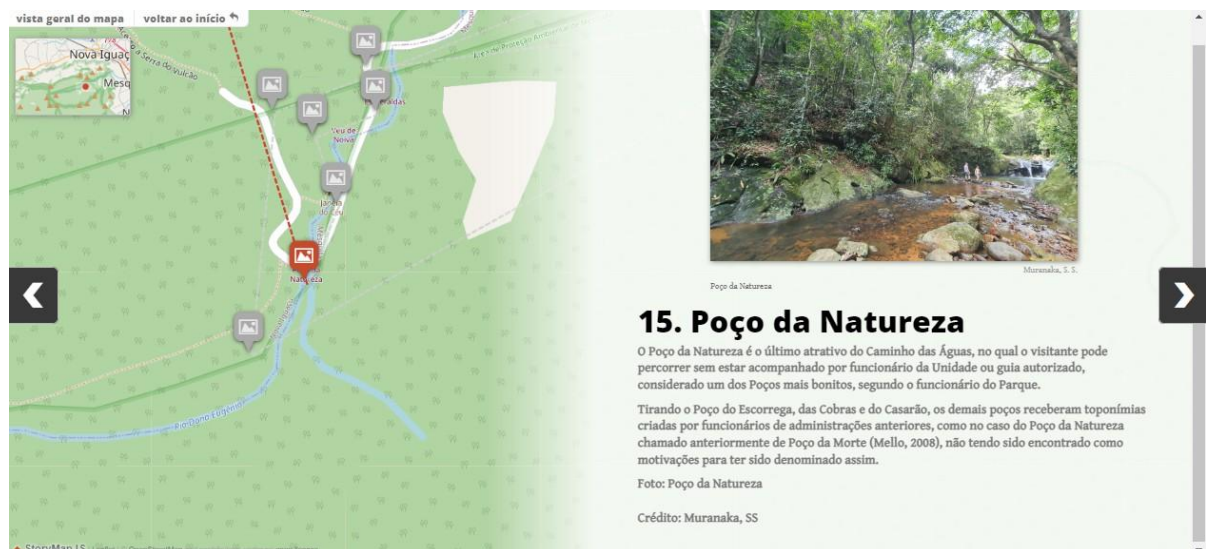 vista geral do mapa
voltar ao início
Nova Iguaç
Mesq
Véu de
Noiva
Natureza
Rio Dona Eugênia
StoryMap JS
Muranaka, S. S.
Poço da Natureza
15. Poço da Natureza
O Poço da Natureza é o último atrativo do Caminho das Águas, no qual o visitante pode
percorrer sem estar acompanhado por funcionário da Unidade ou guia autorizado,
considerado um dos Poços mais bonitos, segundo o funcionário do Parque.
Tirando o Poço do Escorrega, das Cobras e do Casarão, os demais poços receberam toponímias
criadas por funcionários de administrações anteriores, como no caso do Poço da Natureza
chamado anteriormente de Poço da Morte (Mello, 2008), não tendo sido encontrado como
motivações para ter sido denominado assim.
Foto: Poço da Natureza
Crédito: Muranaka, SS